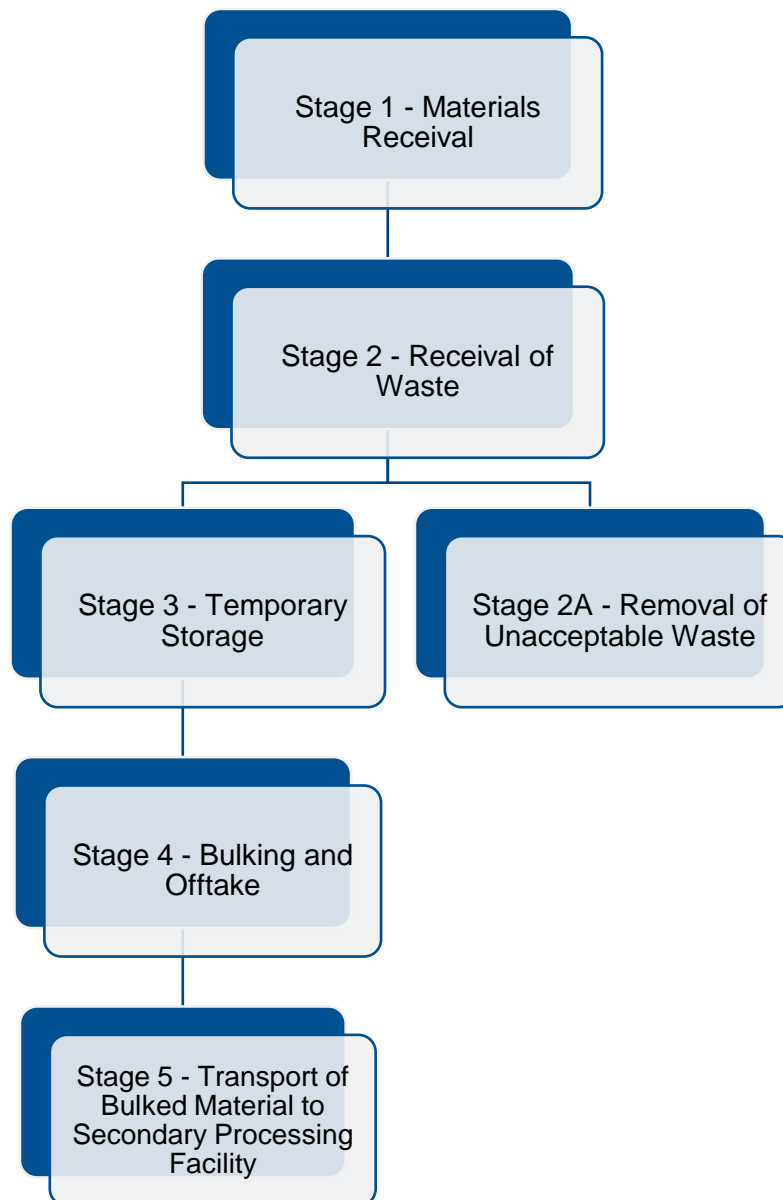 Stage 1 - Materials
Receival
Stage 2 - Receival of
Waste
Stage 3 - Temporary
Storage
Stage 2A - Removal of
Unacceptable Waste
Stage 4 - Bulking and
Offtake
Stage 5 - Transport of
Bulked Material to
Secondary Processing
Facility